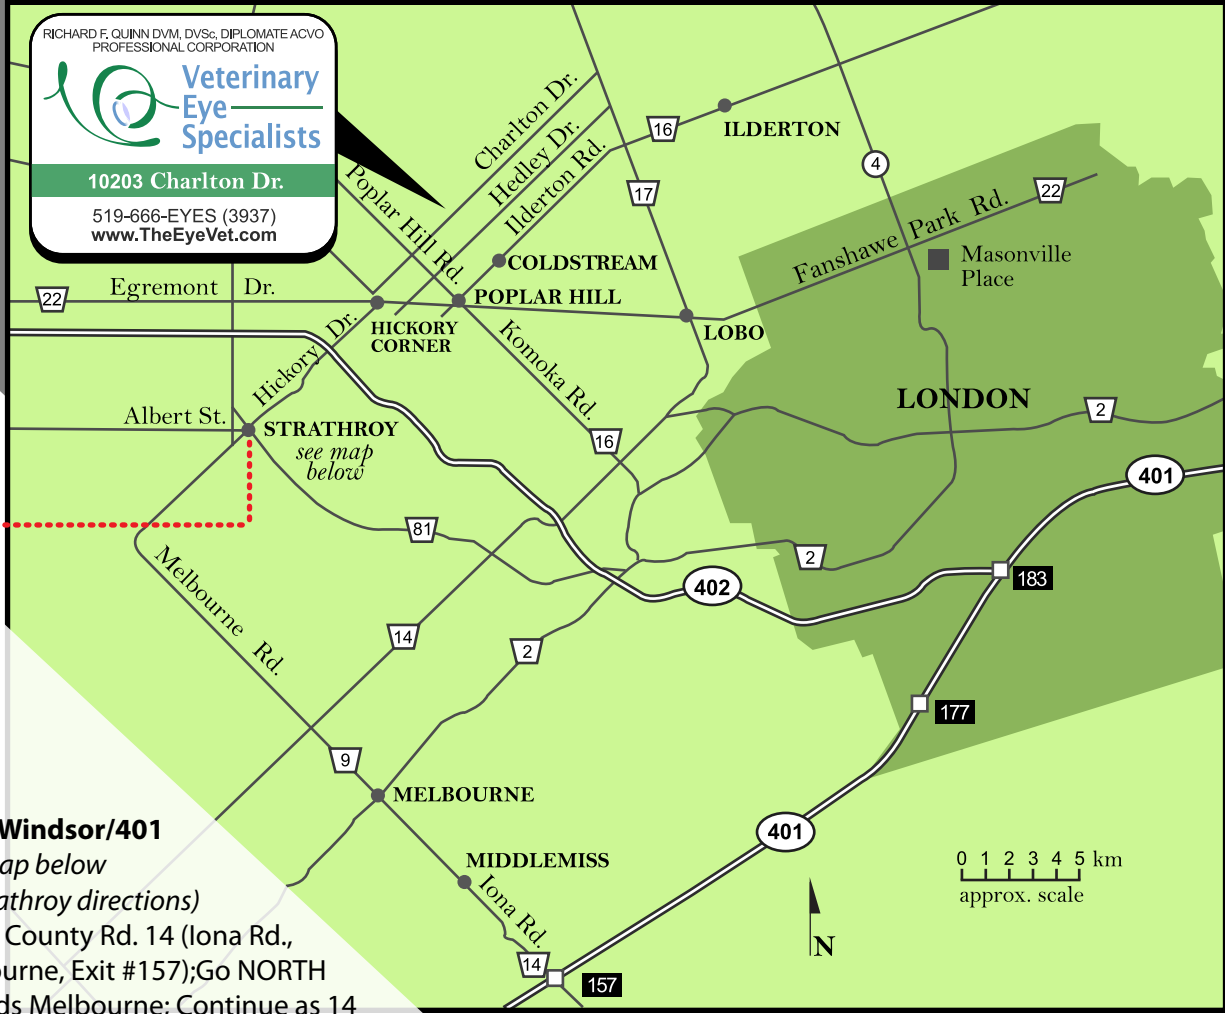 RICHARD F. QUINN DVM, DVSc, DIPLOMATE ACVO
PROFESSIONAL CORPORATION
Veterinary
Eye
Specialists
10203 Charlton Dr.
519-666-EYES (3937)
www.TheEyeVet.com
Charlton Dr.
Hedley Dr.
Ilderton Rd.
Poplar Hill Rd.
16
ILDERTON
17
4
Fanshawe Park Rd.
22
Masonville
Place
COLDSTREAM
22
Egremont Dr.
POPLAR HILL
HICKORY
CORNER
LOBO
Hickory Dr.
Komoka Rd.
16
LONDON
2
Albert St.
STRATHROY
see map
below
401
81
2
402
183
Melbourne Rd.
14
2
177
9
MELBOURNE
401
MIDDLEMISS
Iona Rd.
14
157
0 1 2 3 4 5 km
approx. scale
N
Windsor/401
ap below
athroy directions)
County Rd. 14 (Iona Rd.,
ourne, Exit #157);Go NORTH
ds Melbourne; Continue as 14